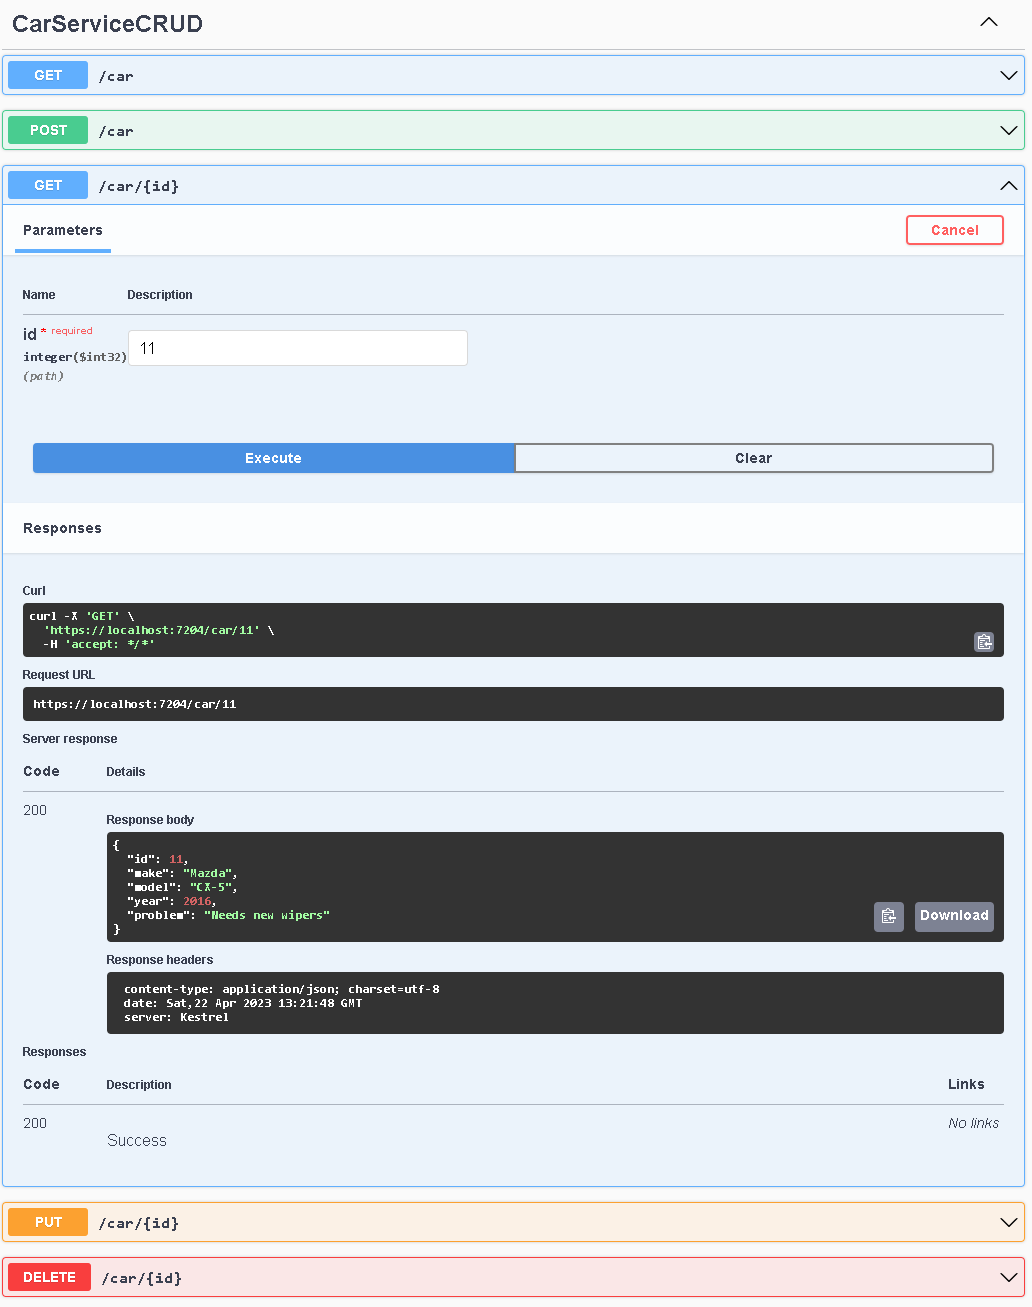 CarServiceCRUD
GET /car
POST /car
GET /car/{id}
Parameters Cancel
Name Description
id * required
integer($int32)
(path)
11
Execute Clear
Responses
Curl
curl -X 'GET' \
'https://localhost:7204/car/11' \
-H 'accept: */*'
Request URL
https://localhost:7204/car/11
Server response
Code Details
200
Response body
{
"id": 11,
"make": "Mazda",
"model": "CX-5",
"year": 2016,
"problem": "Needs new wipers"
}
Download
Response headers
content-type: application/json; charset=utf-8
date: Sat,22 Apr 2023 13:21:48 GMT
server: Kestrel
Responses
Code Description Links
200 No links
Success
PUT /car/{id}
DELETE /car/{id}